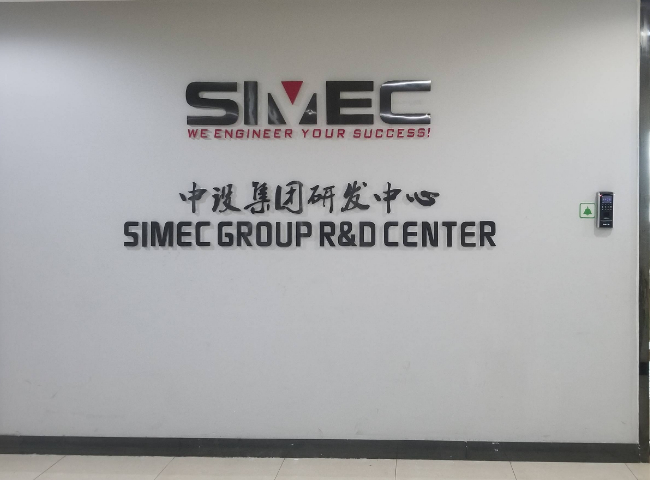 SIMEC
WE ENGINEER YOUR SUCCESS!
中设集团研发中心
SIMEC GROUP R&D CENTER